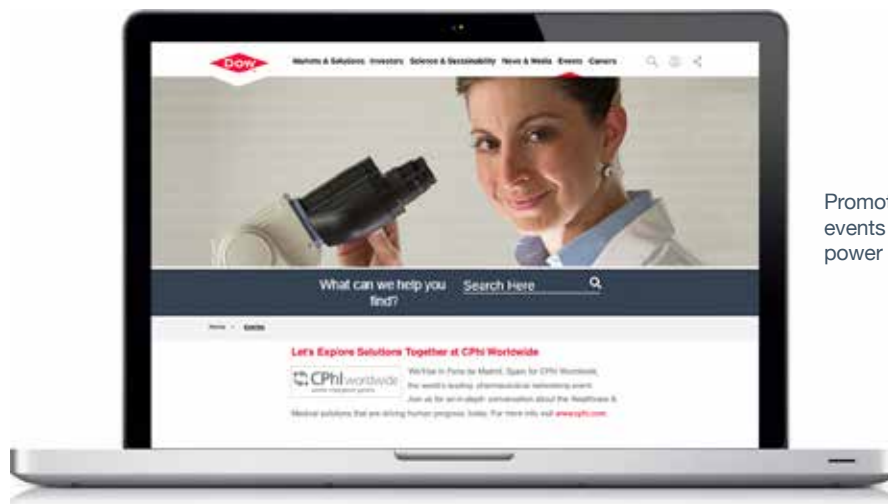 DOW
Markets & Solutions Investors Science & Sustainability News & Media Events Careers
What can we help you
find?
Search Here
Home Events
Let's Explore Solutions Together at CPhI Worldwide
CPhI worldwide
We'll be in Feria de Madrid, Spain for CPhI Worldwide,
the world's leading pharmaceutical networking event.
Join us for an in-depth conversation about the Healthcare &
Medical solutions that are driving human progress, today. For more info visit www.cphi.com.
Promot
events
power